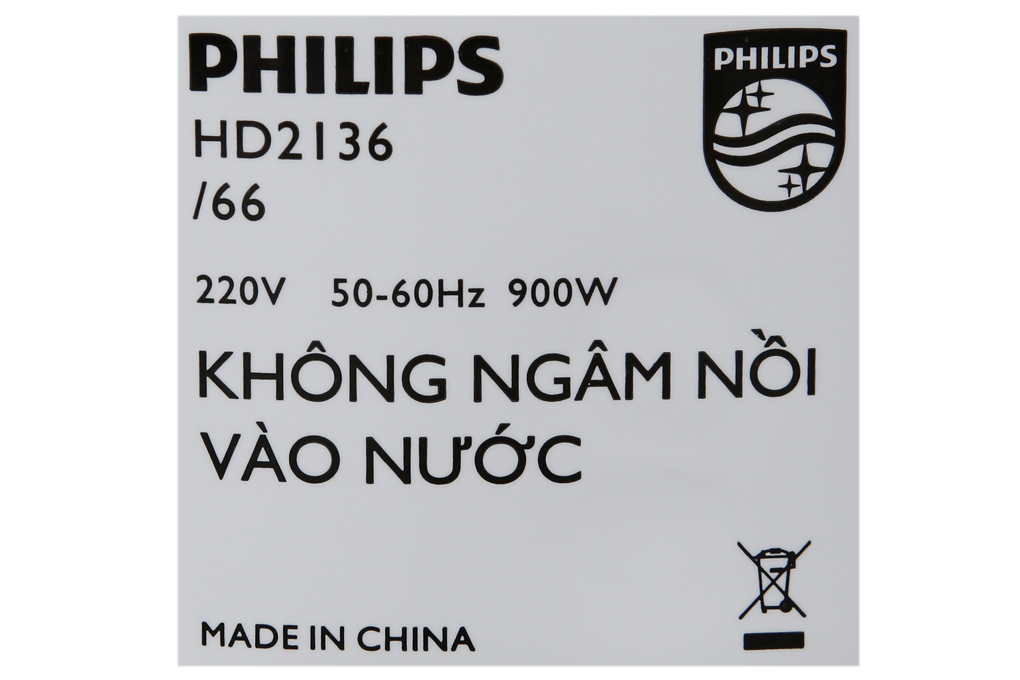 PHILIPS
PHILIPS
HD2136
/66
220V 50-60Hz 900W
KHÔNG NGÂM NỒI
VÀO NƯỚC
MADE IN CHINA